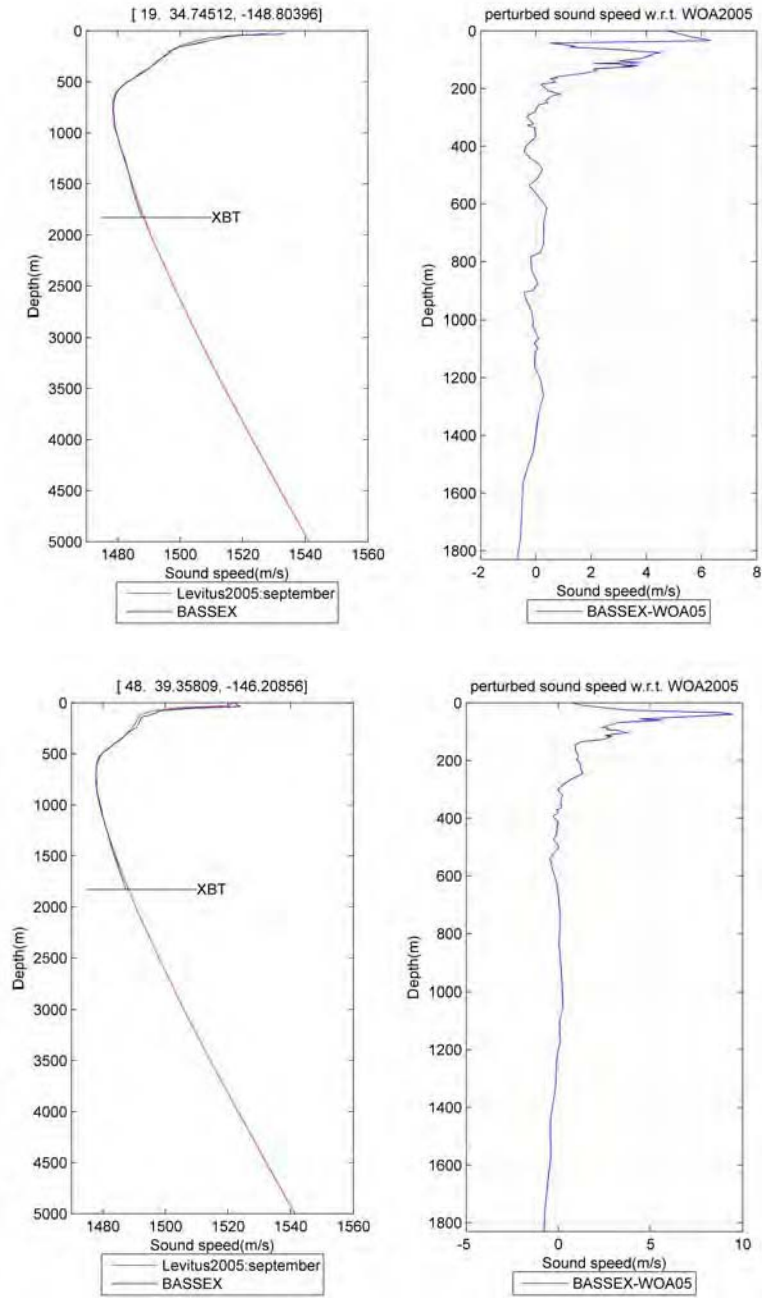 [ 19. 34.74512, -148.80396]
0
500
1000
1500
2000
2500
3000
3500
4000
4500
5000
Depth(m)
XBT
1480 1500 1520 1540 1560
Sound speed(m/s)
Levitus2005:september
BASSEX
perturbed sound speed w.r.t. WOA2005
0
200
400
600
800
1000
1200
1400
1600
1800
Depth(m)
-2 0 2 4 6 8
Sound speed(m/s)
BASSEX-WOA05
[ 48. 39.35809, -146.20856]
0
500
1000
1500
2000
2500
3000
3500
4000
4500
5000
Depth(m)
XBT
1480 1500 1520 1540 1560
Sound speed(m/s)
Levitus2005:september
BASSEX
perturbed sound speed w.r.t. WOA2005
0
200
400
600
800
1000
1200
1400
1600
1800
Depth(m)
-5 0 5 10
Sound speed(m/s)
BASSEX-WOA05